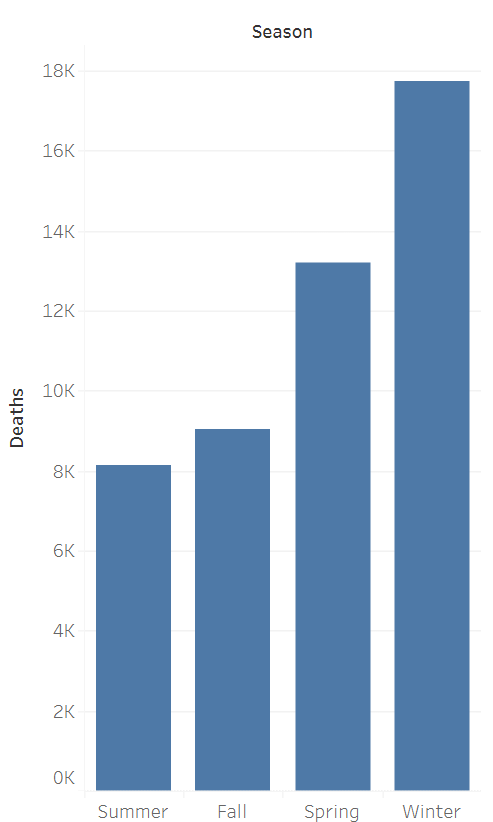 Season
18K
16K
14K
12K
10K
8K
6K
4K
2K
0K
Deaths
Summer Fall Spring Winter